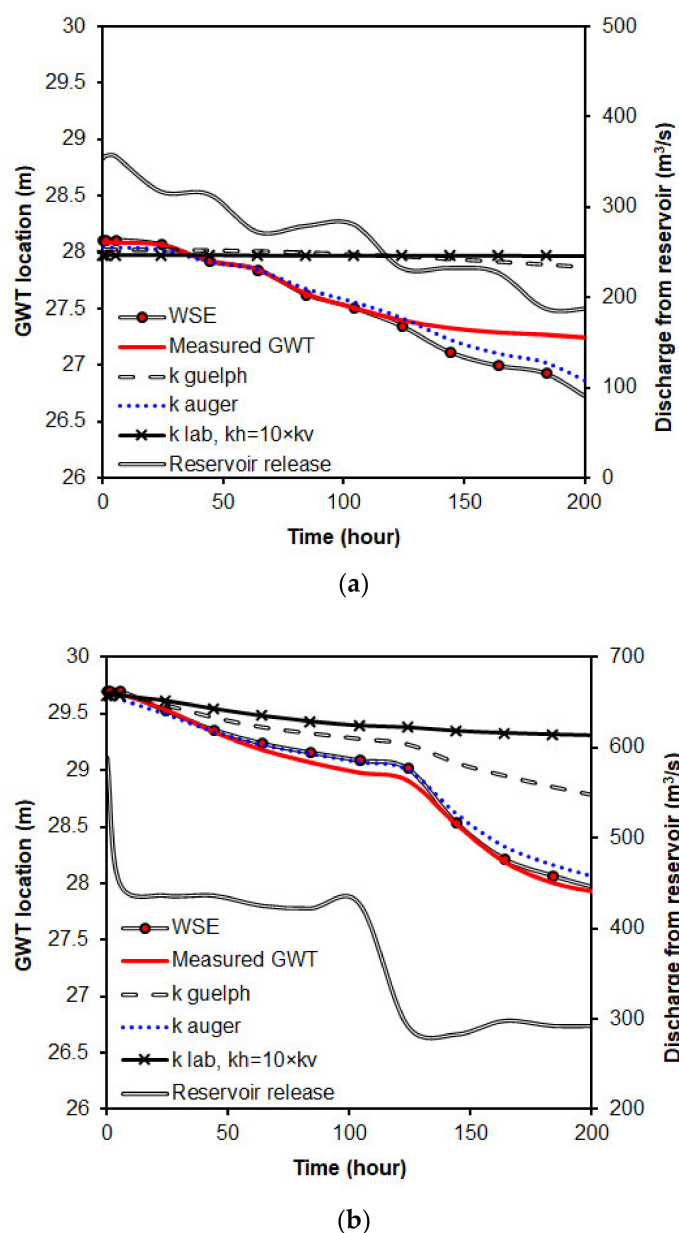 30
500
29.5
29
400
28.5
300
28
27.5
200
27
100
26.5
26
0
GWT location (m)
Discharge from reservoir (m³/s)
WSE
Measured GWT
k guelph
k auger
k lab, kh=10×kv
Reservoir release
0
50
100
150
200
Time (hour)
(a)
30
700
29.5
600
29
28.5
500
28
400
27.5
27
300
26.5
26
200
GWT location (m)
Discharge from reservoir (m³/s)
WSE
Measured GWT
k guelph
k auger
k lab, kh=10×kv
Reservoir release
0
50
100
150
200
Time (hour)
(b)